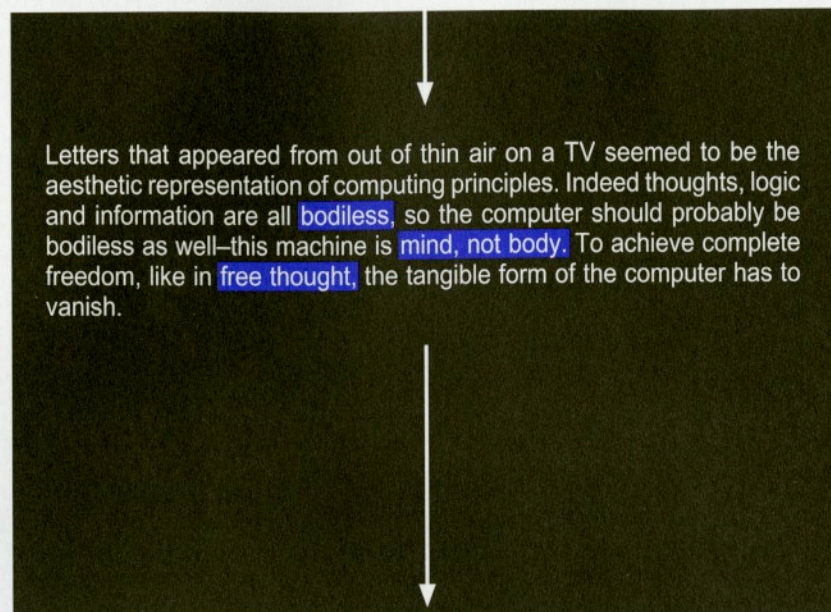 Letters that appeared from out of thin air on a TV seemed to be the
aesthetic representation of computing principles. Indeed thoughts, logic
and information are all bodiless, so the computer should probably be
bodiless as well–this machine is mind, not body. To achieve complete
freedom, like in free thought, the tangible form of the computer has to
vanish.